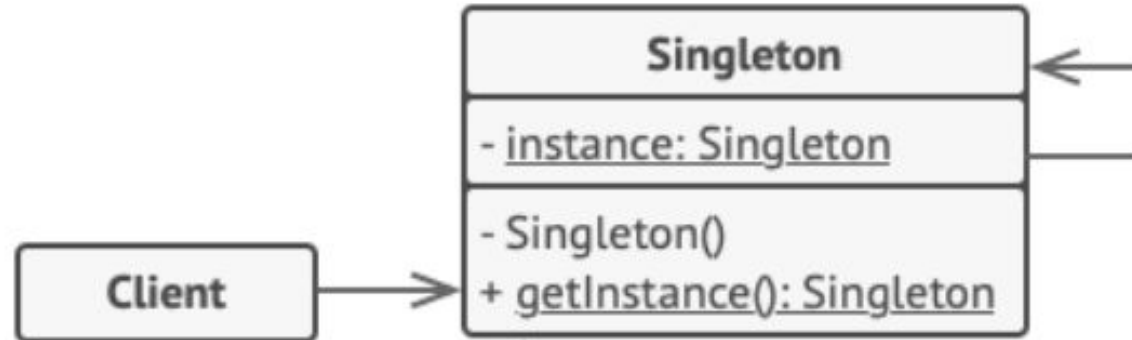 Singleton
- instance: Singleton
- Singleton()
+ getInstance(): Singleton
Client